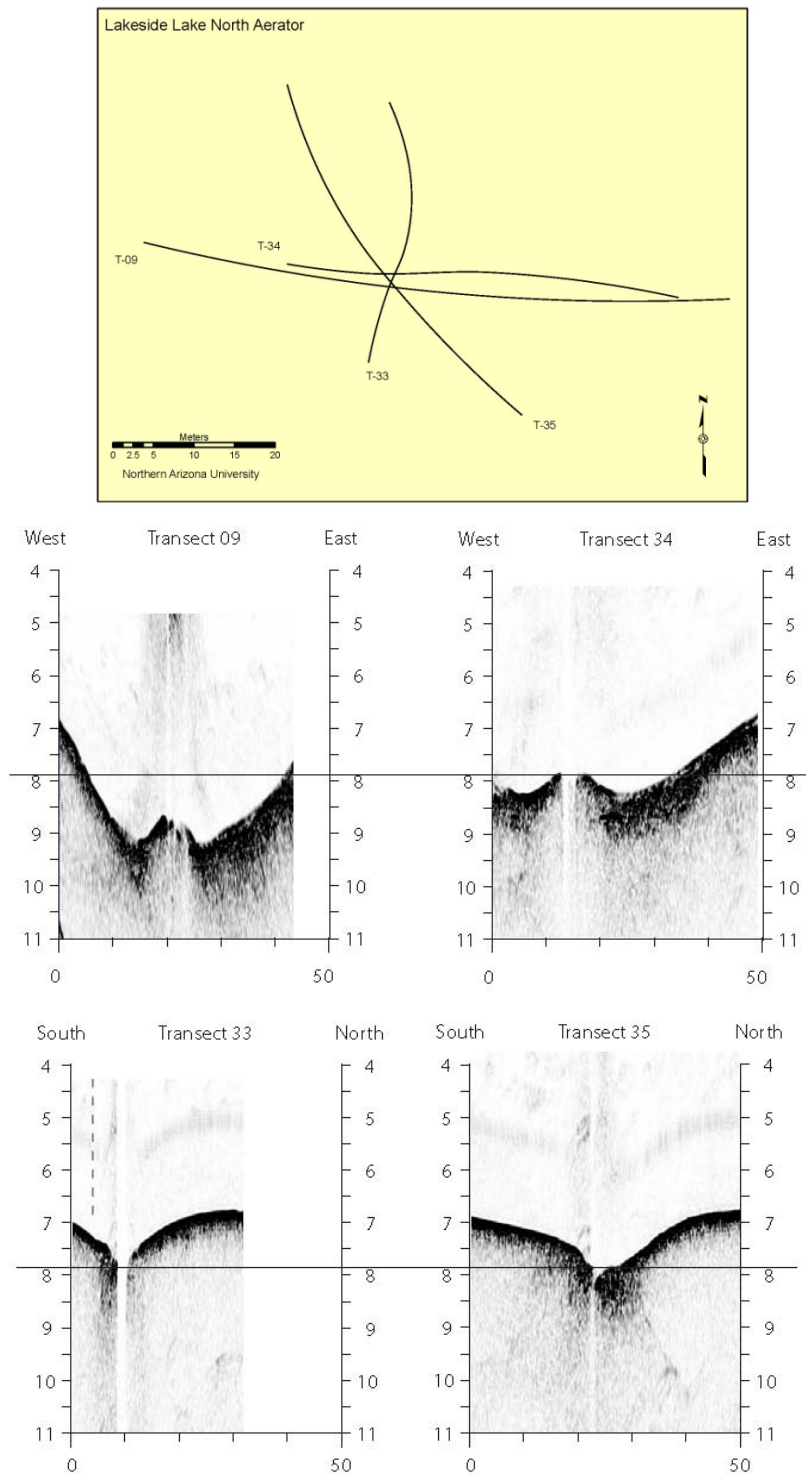 Lakeside Lake North Aerator
T-34
T-09
T-33
T-35
N
Meters
0 2.5 5 10 15 20
Northern Arizona University
West Transect 09 East
4 4
5 5
6 6
7 7
8 8
9 9
10 10
11 11
0 50
West Transect 34 East
4 4
5 5
6 6
7 7
8 8
9 9
10 10
11 11
0 50
South Transect 33 North
4 4
5 5
6 6
7 7
8 8
9 9
10 10
11 11
0 50
South Transect 35 North
4 4
5 5
6 6
7 7
8 8
9 9
10 10
11 11
0 50